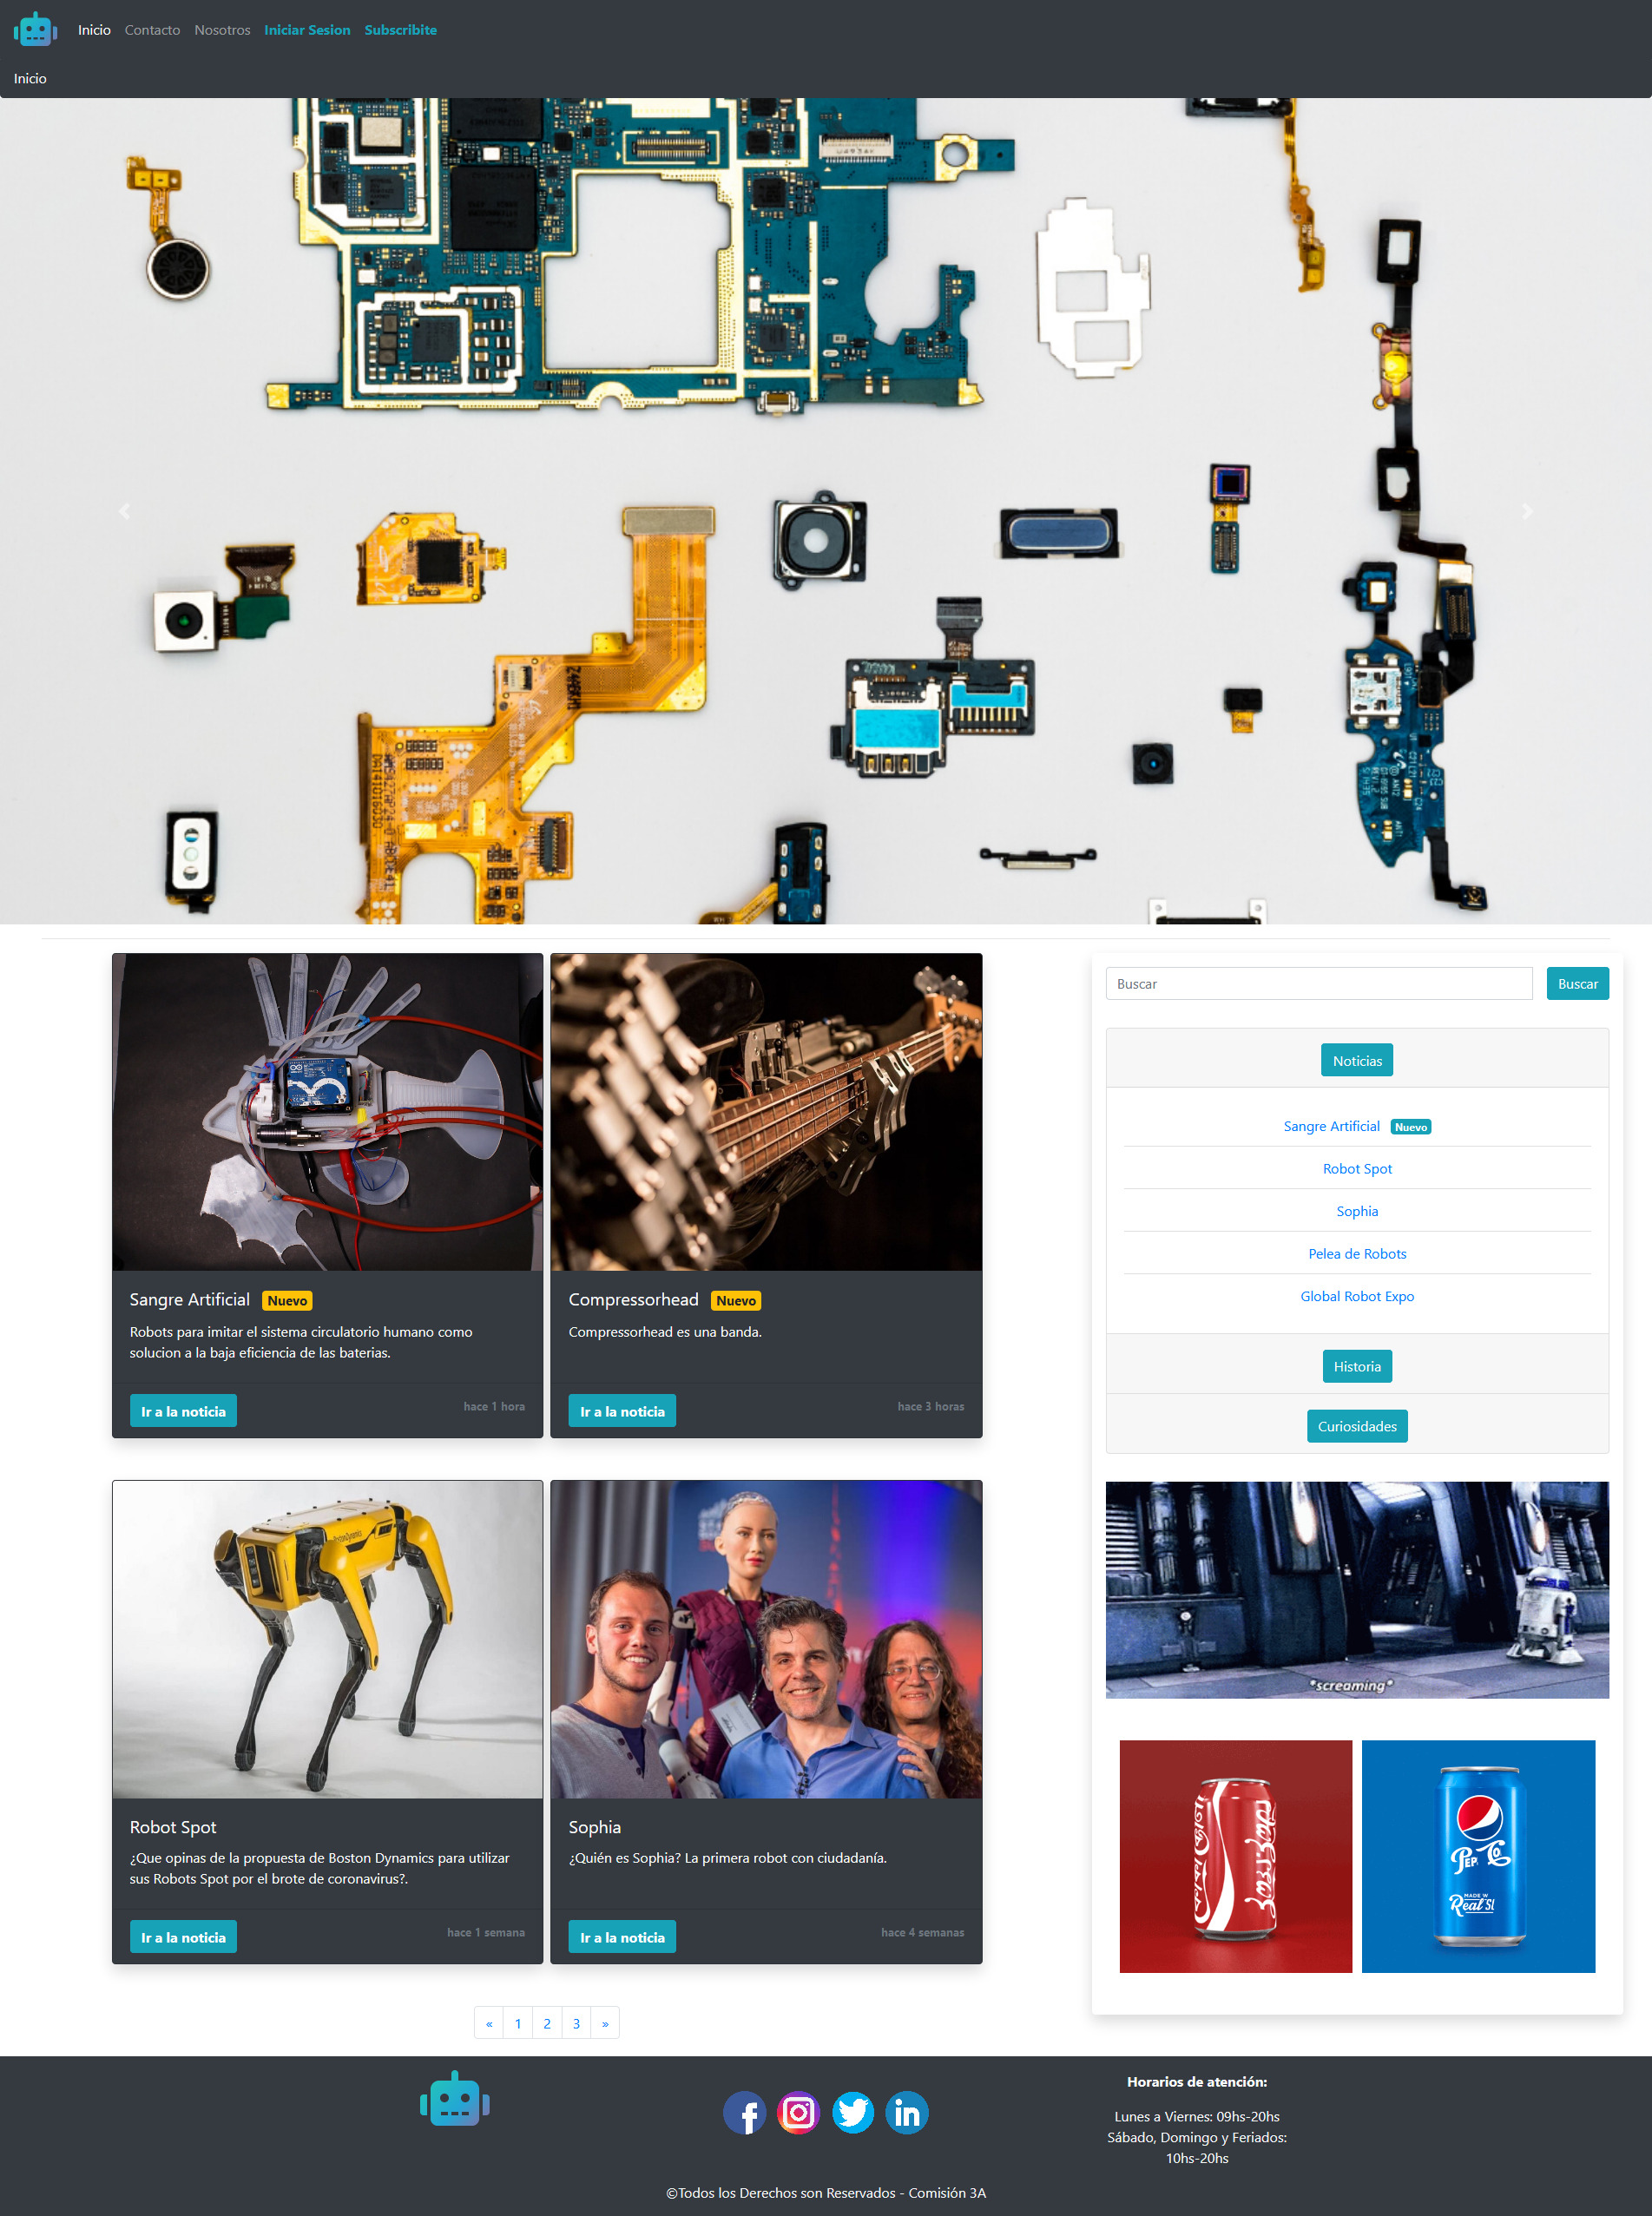 Inicio Contacto Nosotros Iniciar Sesion Subscribite
Inicio
Buscar Buscar
Noticias
Sangre Artificial Nuevo
Robot Spot
Sophia
Pelea de Robots
Global Robot Expo
Historia
Curiosidades
Sangre Artificial Nuevo
Robots para imitar el sistema circulatorio humano como
solucion a la baja eficiencia de las baterias.
Ir a la noticia hace 1 hora
Compressorhead Nuevo
Compressorhead es una banda.
Ir a la noticia hace 3 horas
Robot Spot
¿Que opinas de la propuesta de Boston Dynamics para utilizar
sus Robots Spot por el brote de coronavirus?.
Ir a la noticia hace 1 semana
Sophia
¿Quién es Sophia? La primera robot con ciudadanía.
Ir a la noticia hace 4 semanas
*screaming*
MADE W
Real
« 1 2 3 »
Horarios de atención:
Lunes a Viernes: 09hs-20hs
Sábado, Domingo y Feriados:
10hs-20hs
©Todos los Derechos son Reservados - Comisión 3A